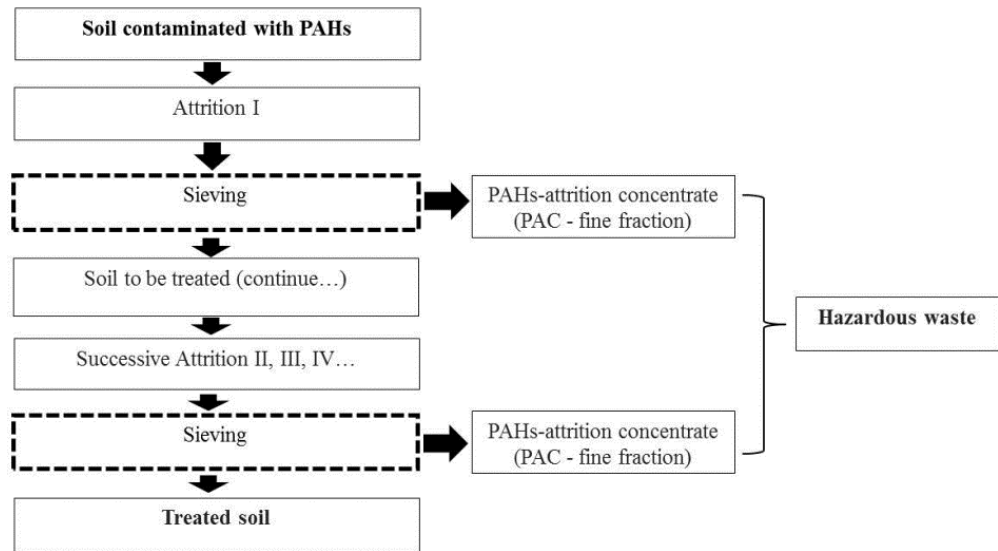 Soil contaminated with PAHs
Attrition I
Sieving
PAHs-attrition concentrate
(PAC - fine fraction)
Soil to be treated (continue…)
Hazardous waste
Successive Attrition II, III, IV…
Sieving
PAHs-attrition concentrate
(PAC - fine fraction)
Treated soil